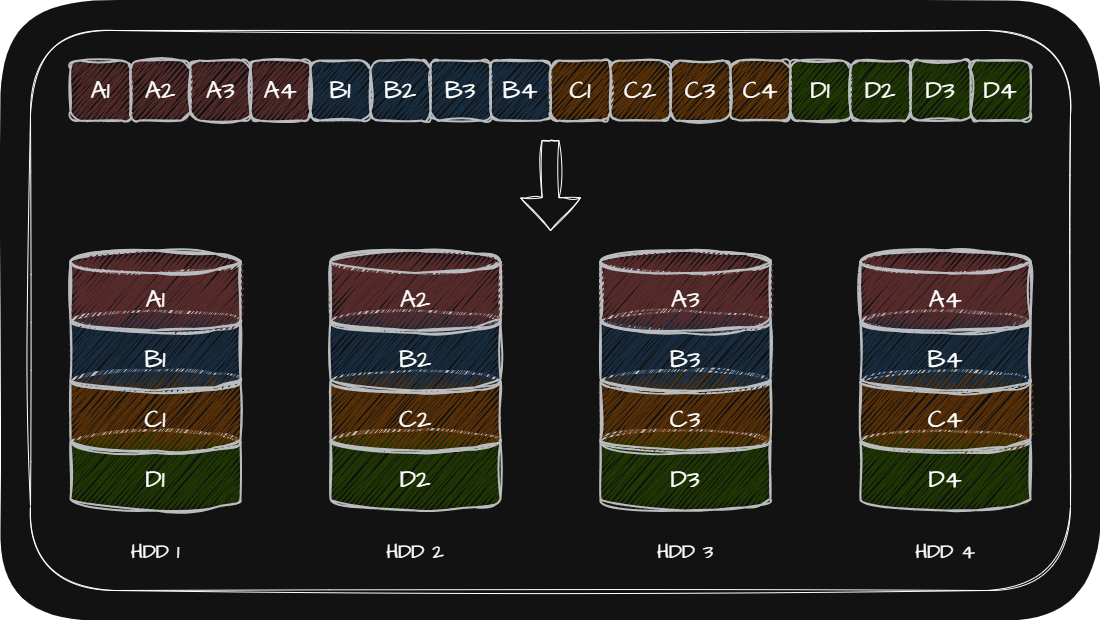 A1 A2 A3 A4 B1 B2 B3 B4 C1 C2 C3 C4 D1 D2 D3 D4
A1 A2 A3 A4
B1 B2 B3 B4
C1 C2 C3 C4
D1 D2 D3 D4
HDD 1 HDD 2 HDD 3 HDD 4